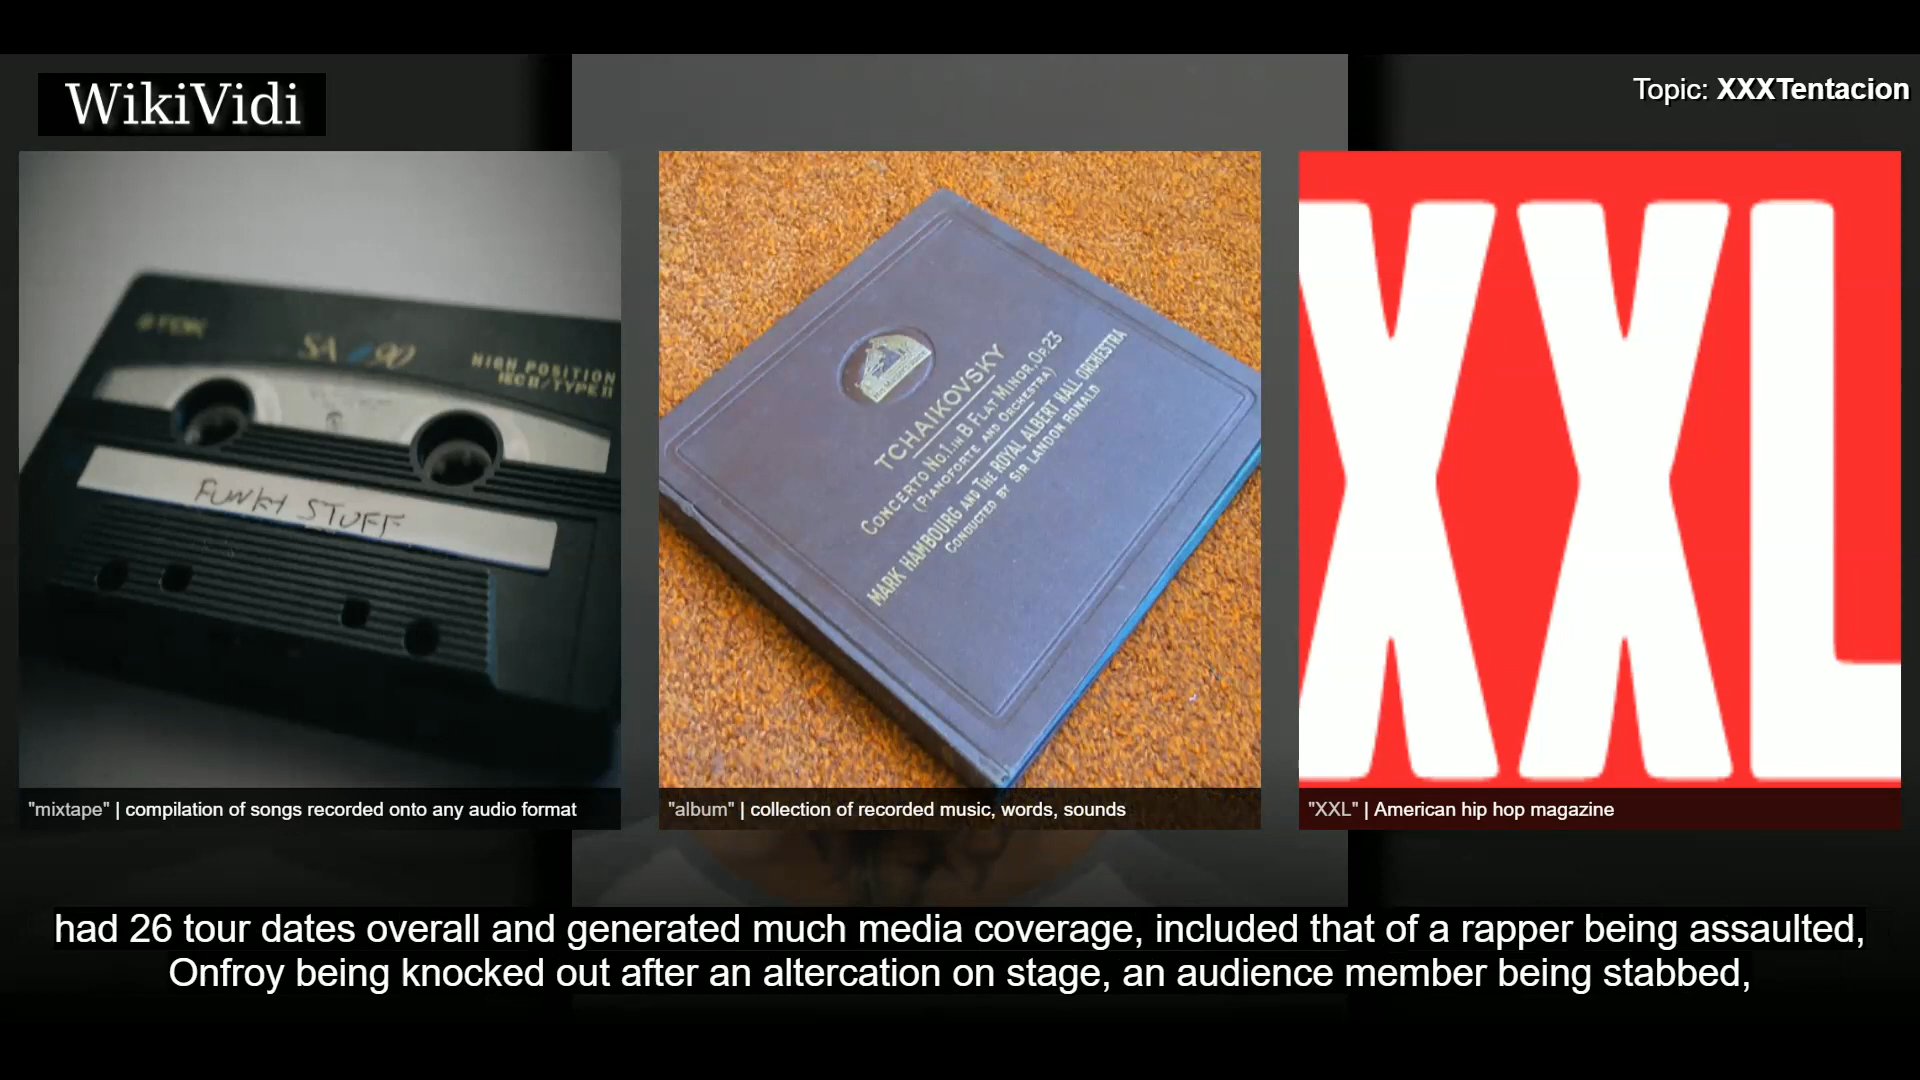 WikiVidi
Topic: XXXTentacion
TDK
SA 90
HIGH POSITION
IEC II / TYPE II
FUNKY STUFF
TCHAIKOVSKY
CONCERTO NO.1. IN B FLAT MINOR, OP. 23
(PIANOFORTE AND ORCHESTRA)
MARK HAMBOURG AND THE ROYAL ALBERT HALL ORCHESTRA
CONDUCTED BY SIR LANDON RONALD
XXL
"mixtape" | compilation of songs recorded onto any audio format
"album" | collection of recorded music, words, sounds
"XXL" | American hip hop magazine
had 26 tour dates overall and generated much media coverage, included that of a rapper being assaulted,
Onfroy being knocked out after an altercation on stage, an audience member being stabbed,